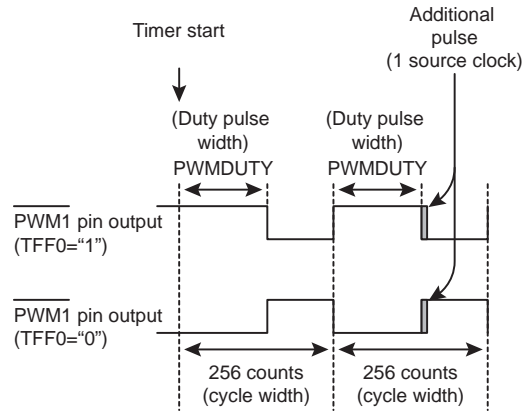 Additional
pulse
(1 source clock)
Timer start
(Duty pulse
width)
PWMDUTY
(Duty pulse
width)
PWMDUTY
PWM1 pin output
(TFF0=“1”)
PWM1 pin output
(TFF0=“0”)
256 counts
(cycle width)
256 counts
(cycle width)